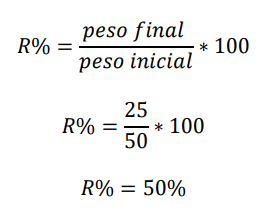 R% = peso final / peso inicial * 100
R% = 25 / 50 * 100
R% = 50%